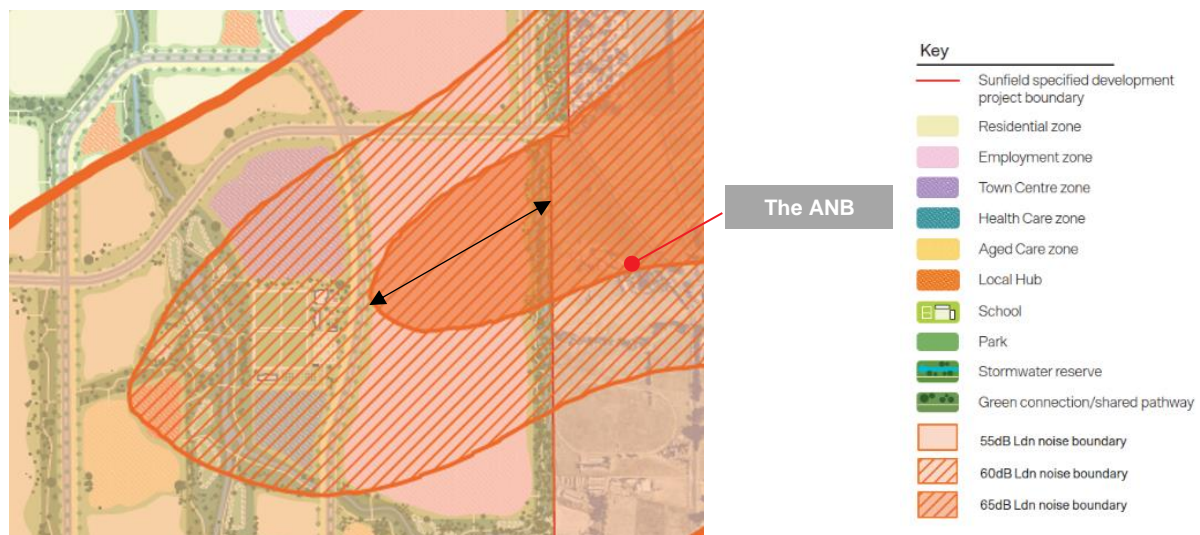 The ANB
Key
Sunfield specified development
project boundary
Residential zone
Employment zone
Town Centre zone
Health Care zone
Aged Care zone
Local Hub
School
Park
Stormwater reserve
Green connection/shared pathway
55dB Ldn noise boundary
60dB Ldn noise boundary
65dB Ldn noise boundary